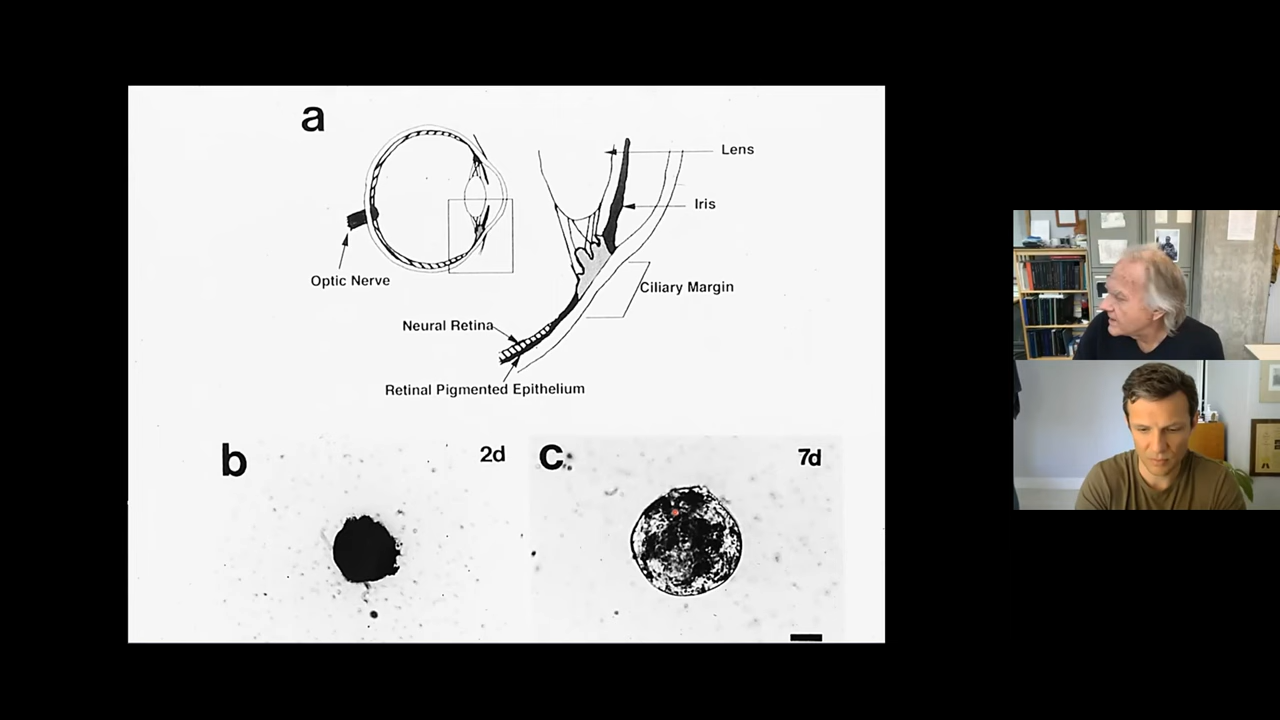 a
Lens
Iris
Optic Nerve
Ciliary Margin
Neural Retina
Retinal Pigmented Epithelium
b
2d
c
7d